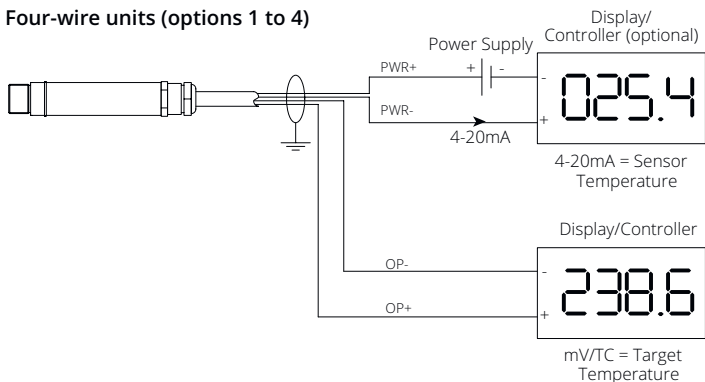 Four-wire units (options 1 to 4)
Display/
Controller (optional)
Power Supply
PWR+
+
-
-
025.4
PWR-
+
4-20mA
4-20mA = Sensor
Temperature
Display/Controller
OP-
-
238.6
OP+
+
mV/TC = Target
Temperature